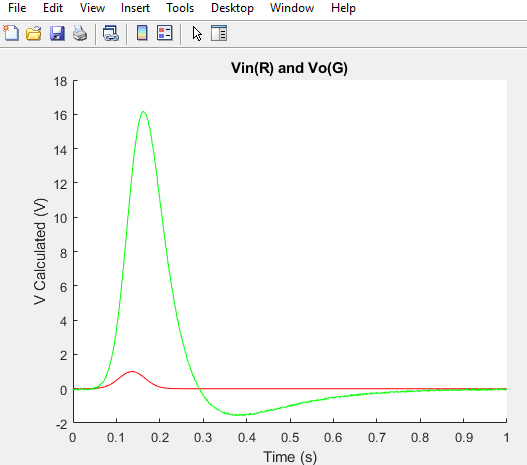 File Edit View Insert Tools Desktop Window Help
Vin(R) and Vo(G)
18
16
14
12
10
8
6
4
2
0
-2
V Calculated (V)
0 0.1 0.2 0.3 0.4 0.5 0.6 0.7 0.8 0.9 1
Time (s)